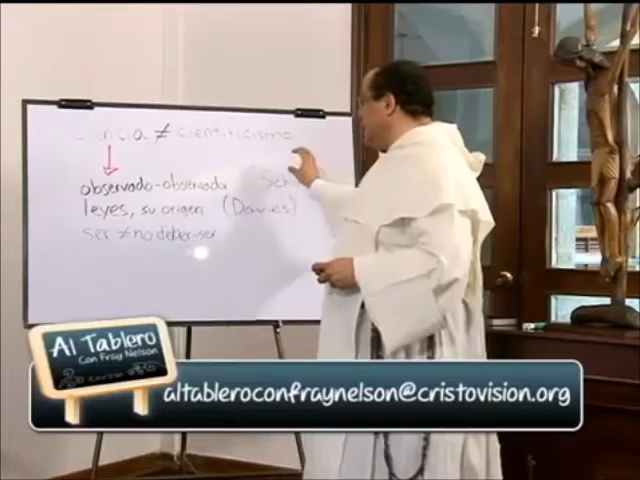 ≠ cientificismo
observado-observador Sch
leyes, su origen (Davies)
ser ≠ no deber-ser
Al Tablero
Con Fray Nelson
altableroconfraynelson@cristovision.org